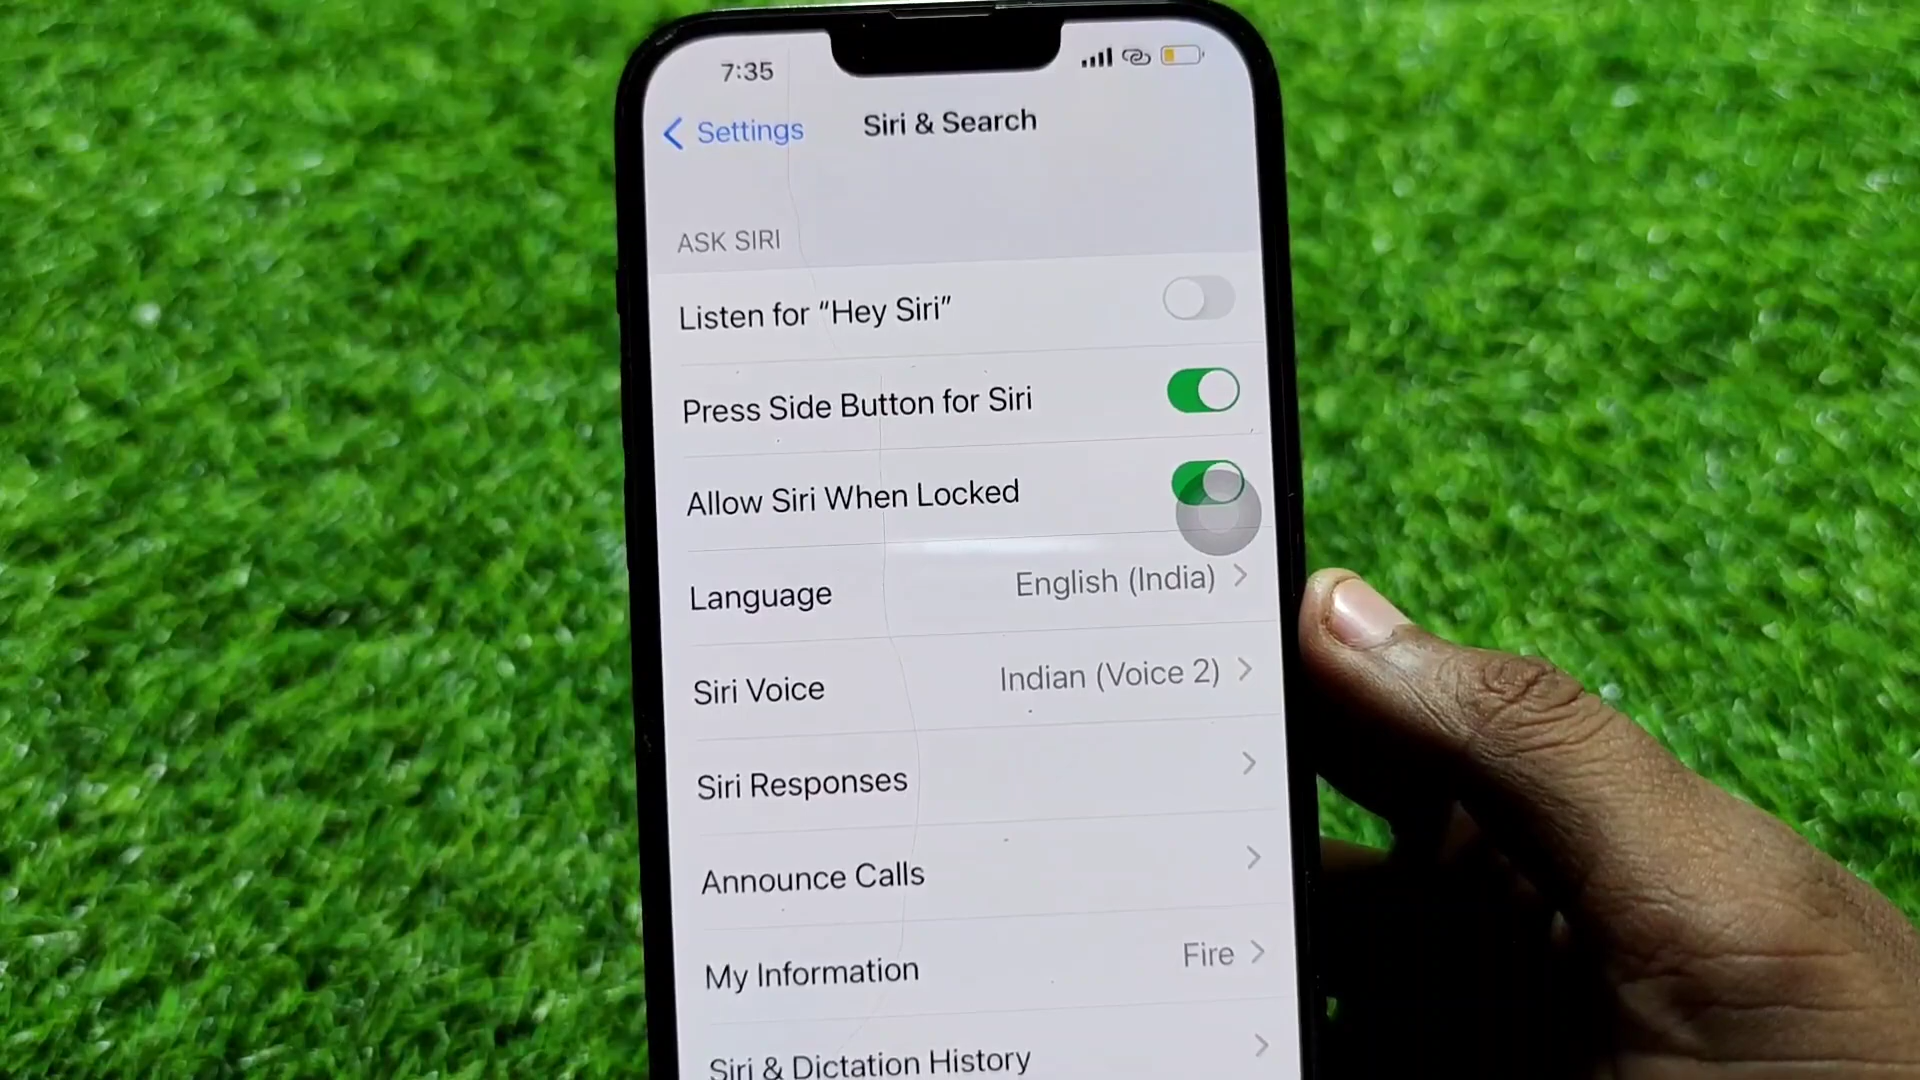 7:35
Settings
Siri & Search
ASK SIRI
Listen for “Hey Siri”
Press Side Button for Siri
Allow Siri When Locked
Language English (India)
Siri Voice Indian (Voice 2)
Siri Responses
Announce Calls
My Information Fire
Siri & Dictation History